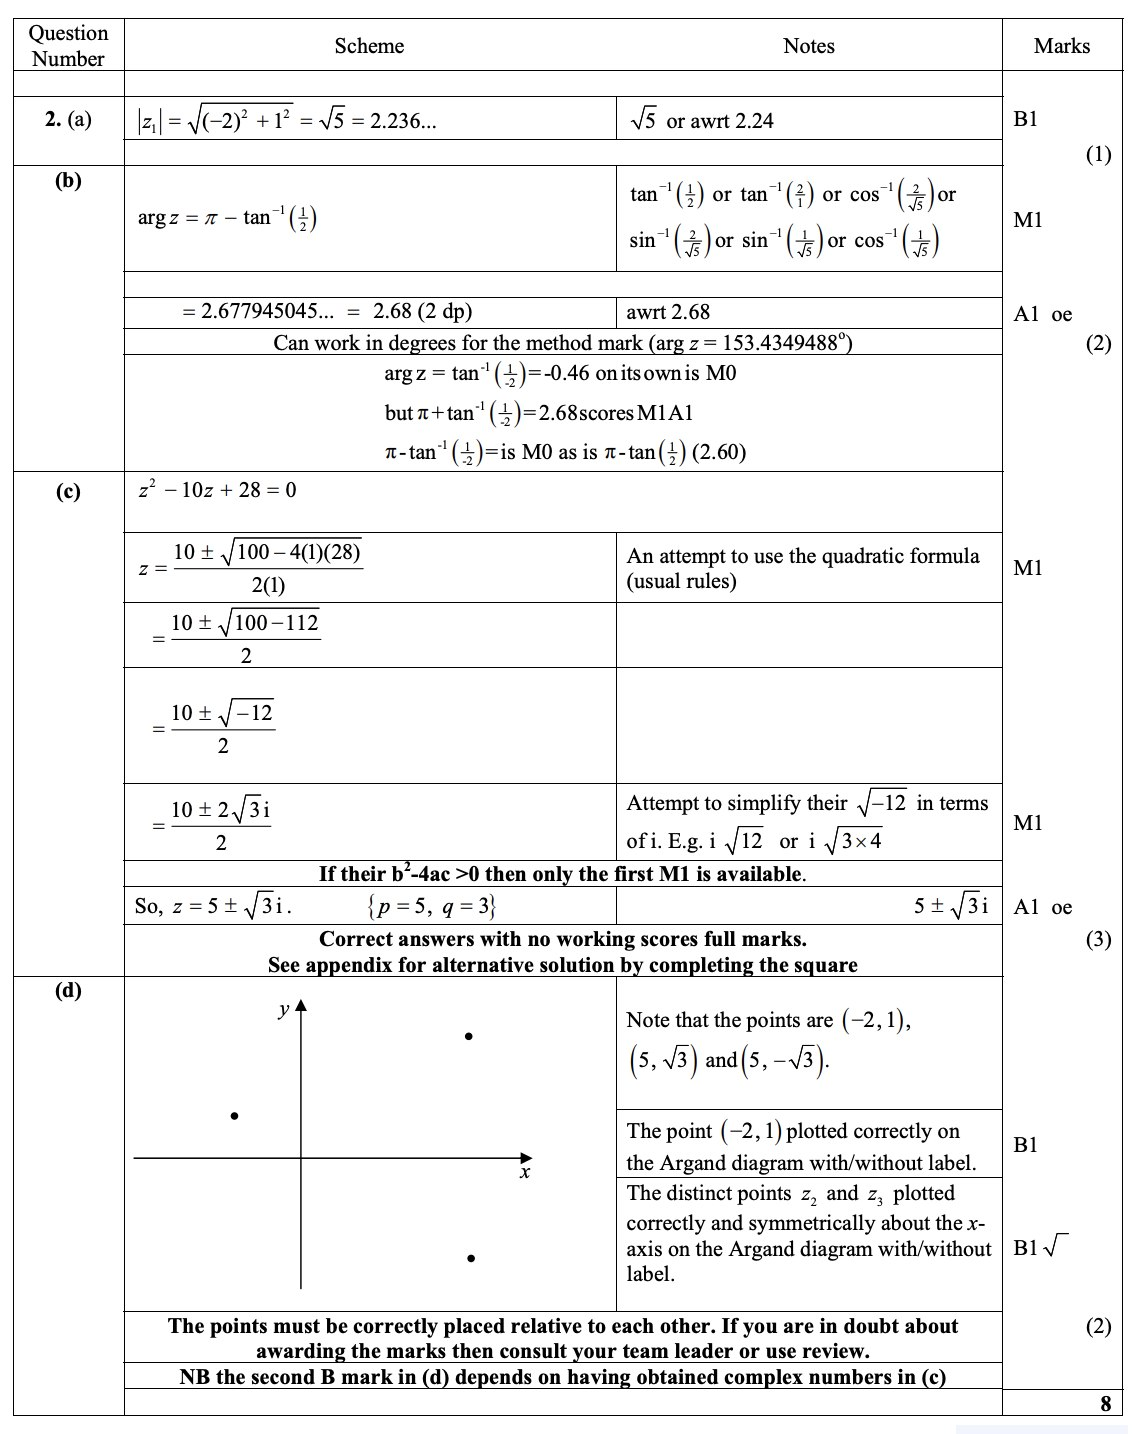 Question Number Scheme Notes Marks
2. (a) |z₁| = √((-2)² + 1²) = √5 = 2.236... √5 or awrt 2.24 B1
(1)
(b) arg z = π − tan⁻¹(1/2) tan⁻¹(1/2) or tan⁻¹(2/1) or cos⁻¹(2/√5) or
sin⁻¹(2/√5) or sin⁻¹(1/√5) or cos⁻¹(1/√5) M1
= 2.677945045... = 2.68 (2 dp) awrt 2.68 A1 oe
Can work in degrees for the method mark (arg z = 153.4349488°) (2)
arg z = tan⁻¹(1/-2)=-0.46 on its own is M0
but π+tan⁻¹(1/-2)=2.68 scores M1A1
π-tan⁻¹(1/-2)=is M0 as is π-tan(1/2) (2.60)
(c) z² − 10z + 28 = 0
z = (10 ± √(100 − 4(1)(28)))/2(1) An attempt to use the quadratic formula
(usual rules) M1
= (10 ± √(100 − 112))/2
= (10 ± √−12)/2
= (10 ± 2√3 i)/2 Attempt to simplify their √−12 in terms
of i. E.g. i √12 or i √(3×4) M1
If their b²-4ac >0 then only the first M1 is available.
So, z = 5 ± √3 i. {p = 5, q = 3} 5 ± √3 i A1 oe
Correct answers with no working scores full marks. (3)
See appendix for alternative solution by completing the square
(d)
y
x
Note that the points are (−2, 1),
(5, √3) and (5, −√3).
The point (−2, 1) plotted correctly on
the Argand diagram with/without label. B1
The distinct points z₂ and z₃ plotted
correctly and symmetrically about the x-
axis on the Argand diagram with/without B1√
label.
The points must be correctly placed relative to each other. If you are in doubt about (2)
awarding the marks then consult your team leader or use review.
NB the second B mark in (d) depends on having obtained complex numbers in (c)
8